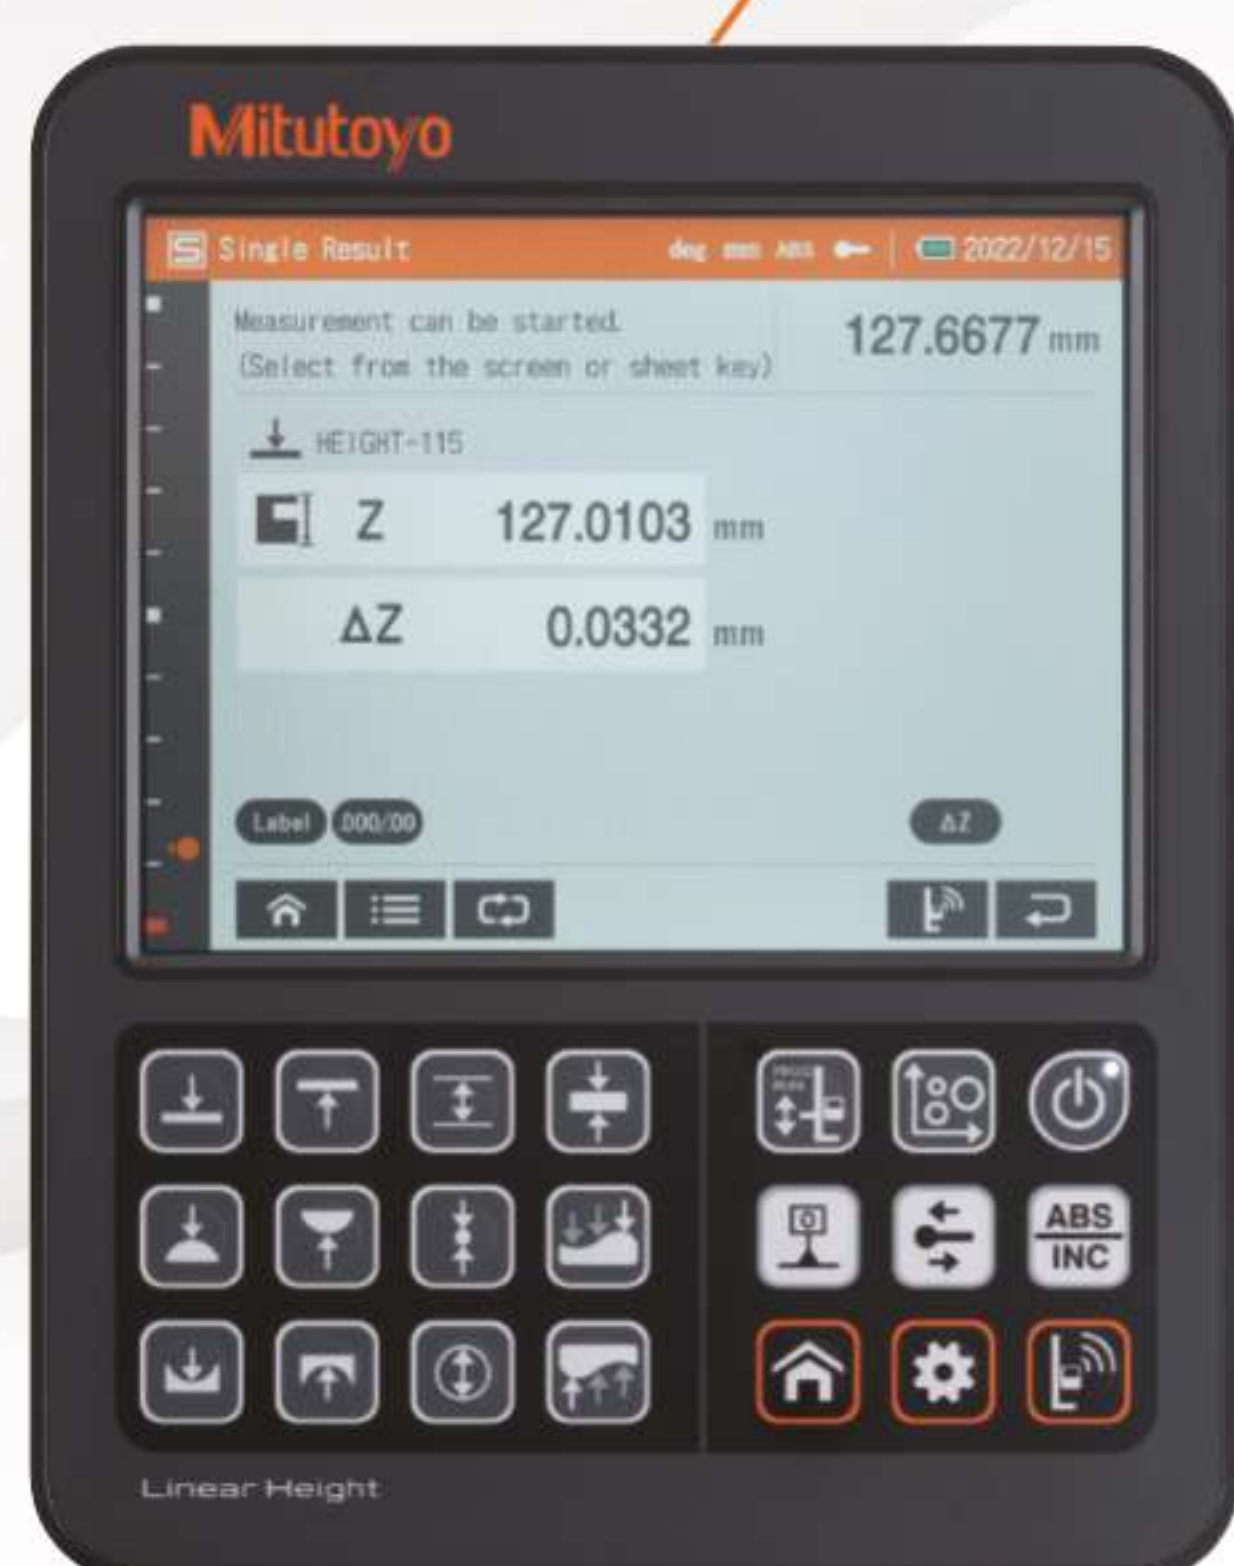 Mitutoyo
Single Result deg mm ABS 2022/12/15
Measurement can be started.
(Select from the screen or sheet key)
127.6677 mm
HEIGHT-115
Z 127.0103 mm
ΔZ 0.0332 mm
Label .000/.00 ΔZ
0
ABS
INC
Linear Height